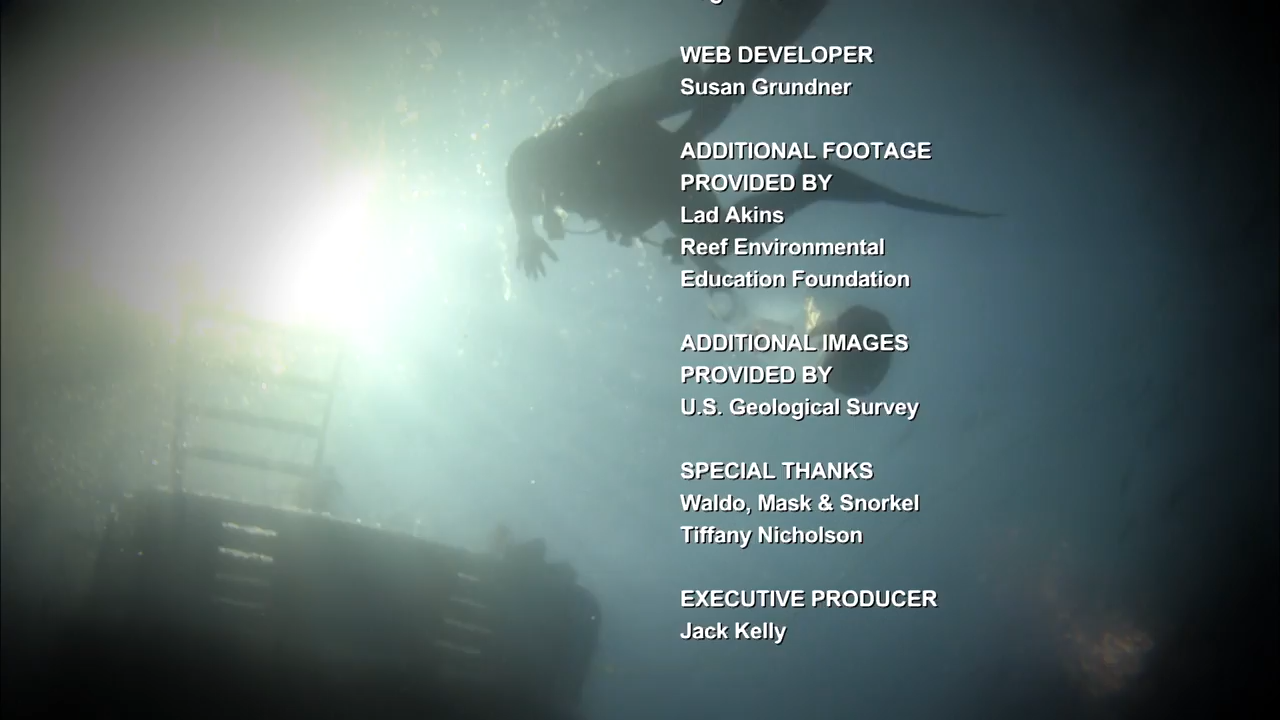 WEB DEVELOPER
Susan Grundner
ADDITIONAL FOOTAGE
PROVIDED BY
Lad Akins
Reef Environmental
Education Foundation
ADDITIONAL IMAGES
PROVIDED BY
U.S. Geological Survey
SPECIAL THANKS
Waldo, Mask & Snorkel
Tiffany Nicholson
EXECUTIVE PRODUCER
Jack Kelly